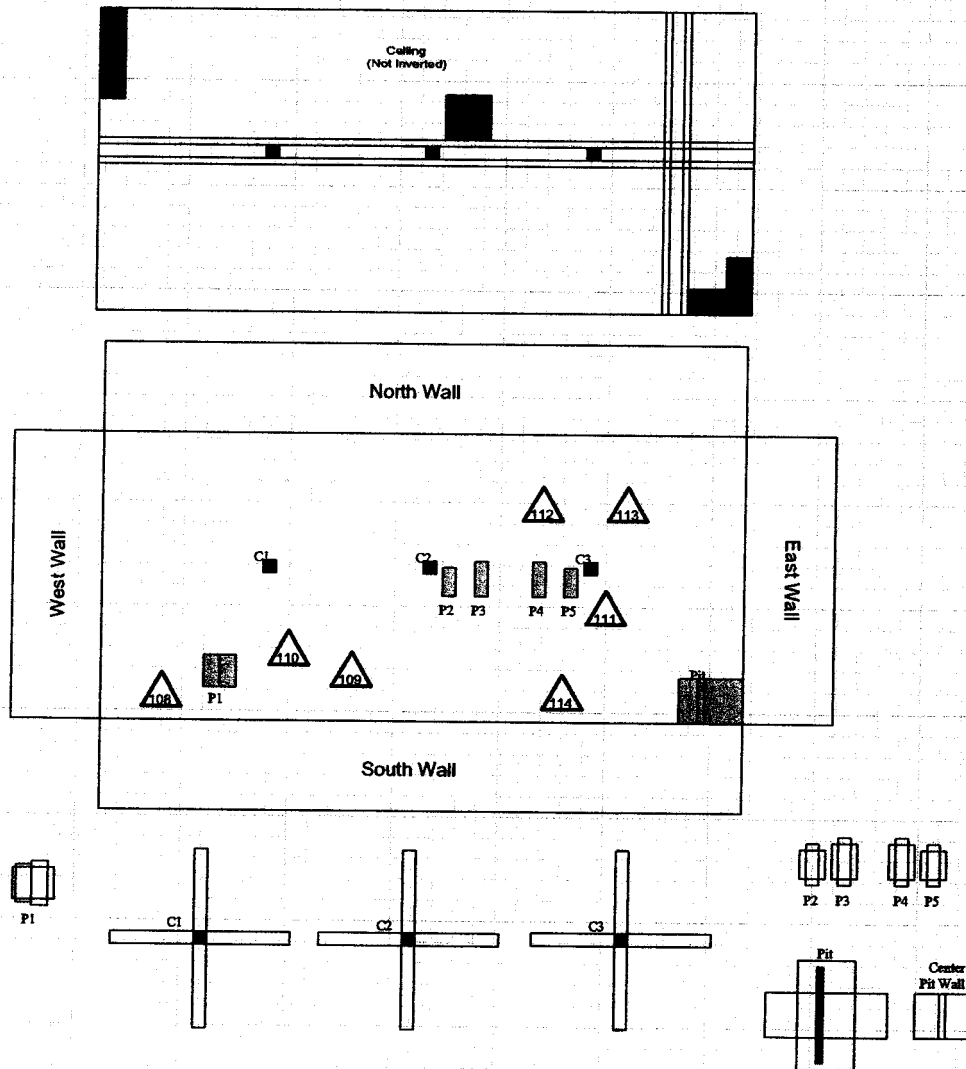 Ceiling
(Not Inverted)
North Wall
West Wall
East Wall
112
113
C1
C2
C3
P2
P3
P4
P5
111
110
109
108
P1
114
Pit
South Wall
P1
C1
C2
C3
P2
P3
P4
P5
Pit
Center
Pit Wall